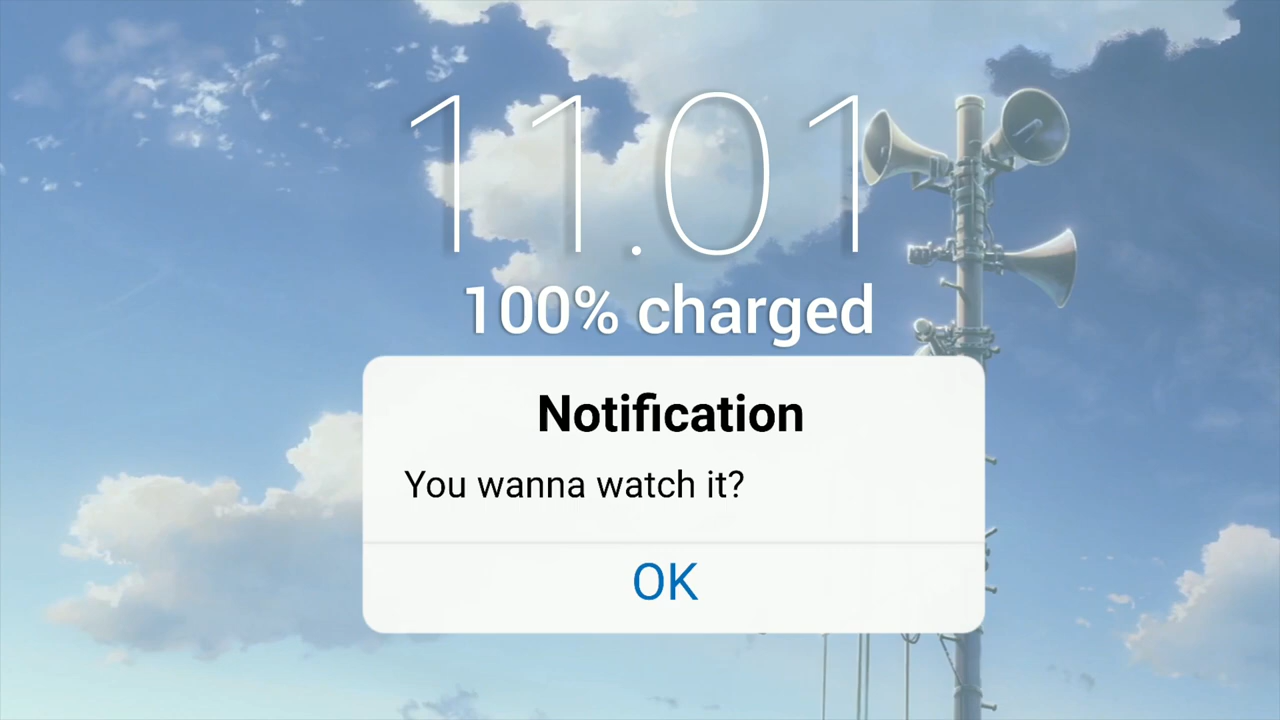 11.01
100% charged
Notification
You wanna watch it?
OK